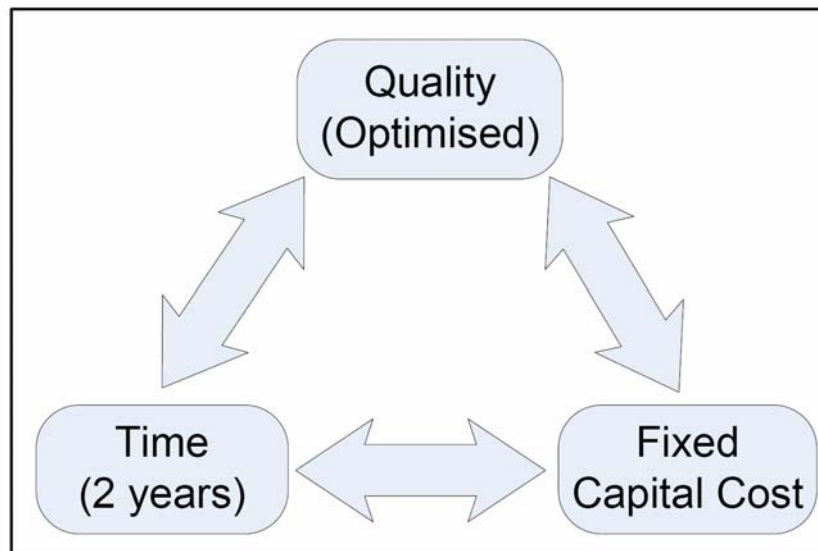 Quality
(Optimised)
Time
(2 years)
Fixed
Capital Cost